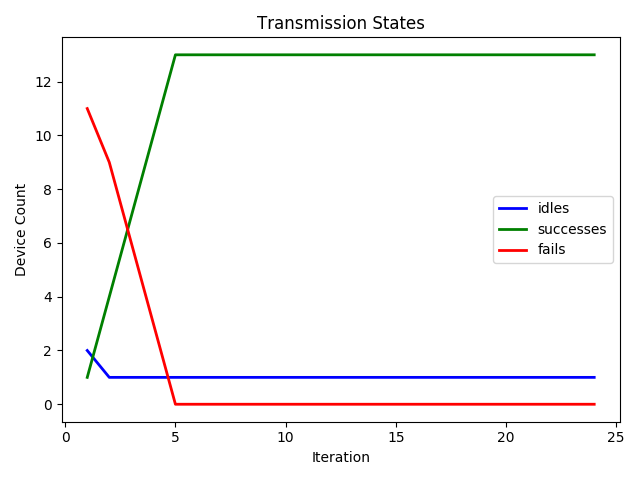 Transmission States
Device Count
12
10
8
6
4
2
0
idles
successes
fails
0 5 10 15 20 25
Iteration